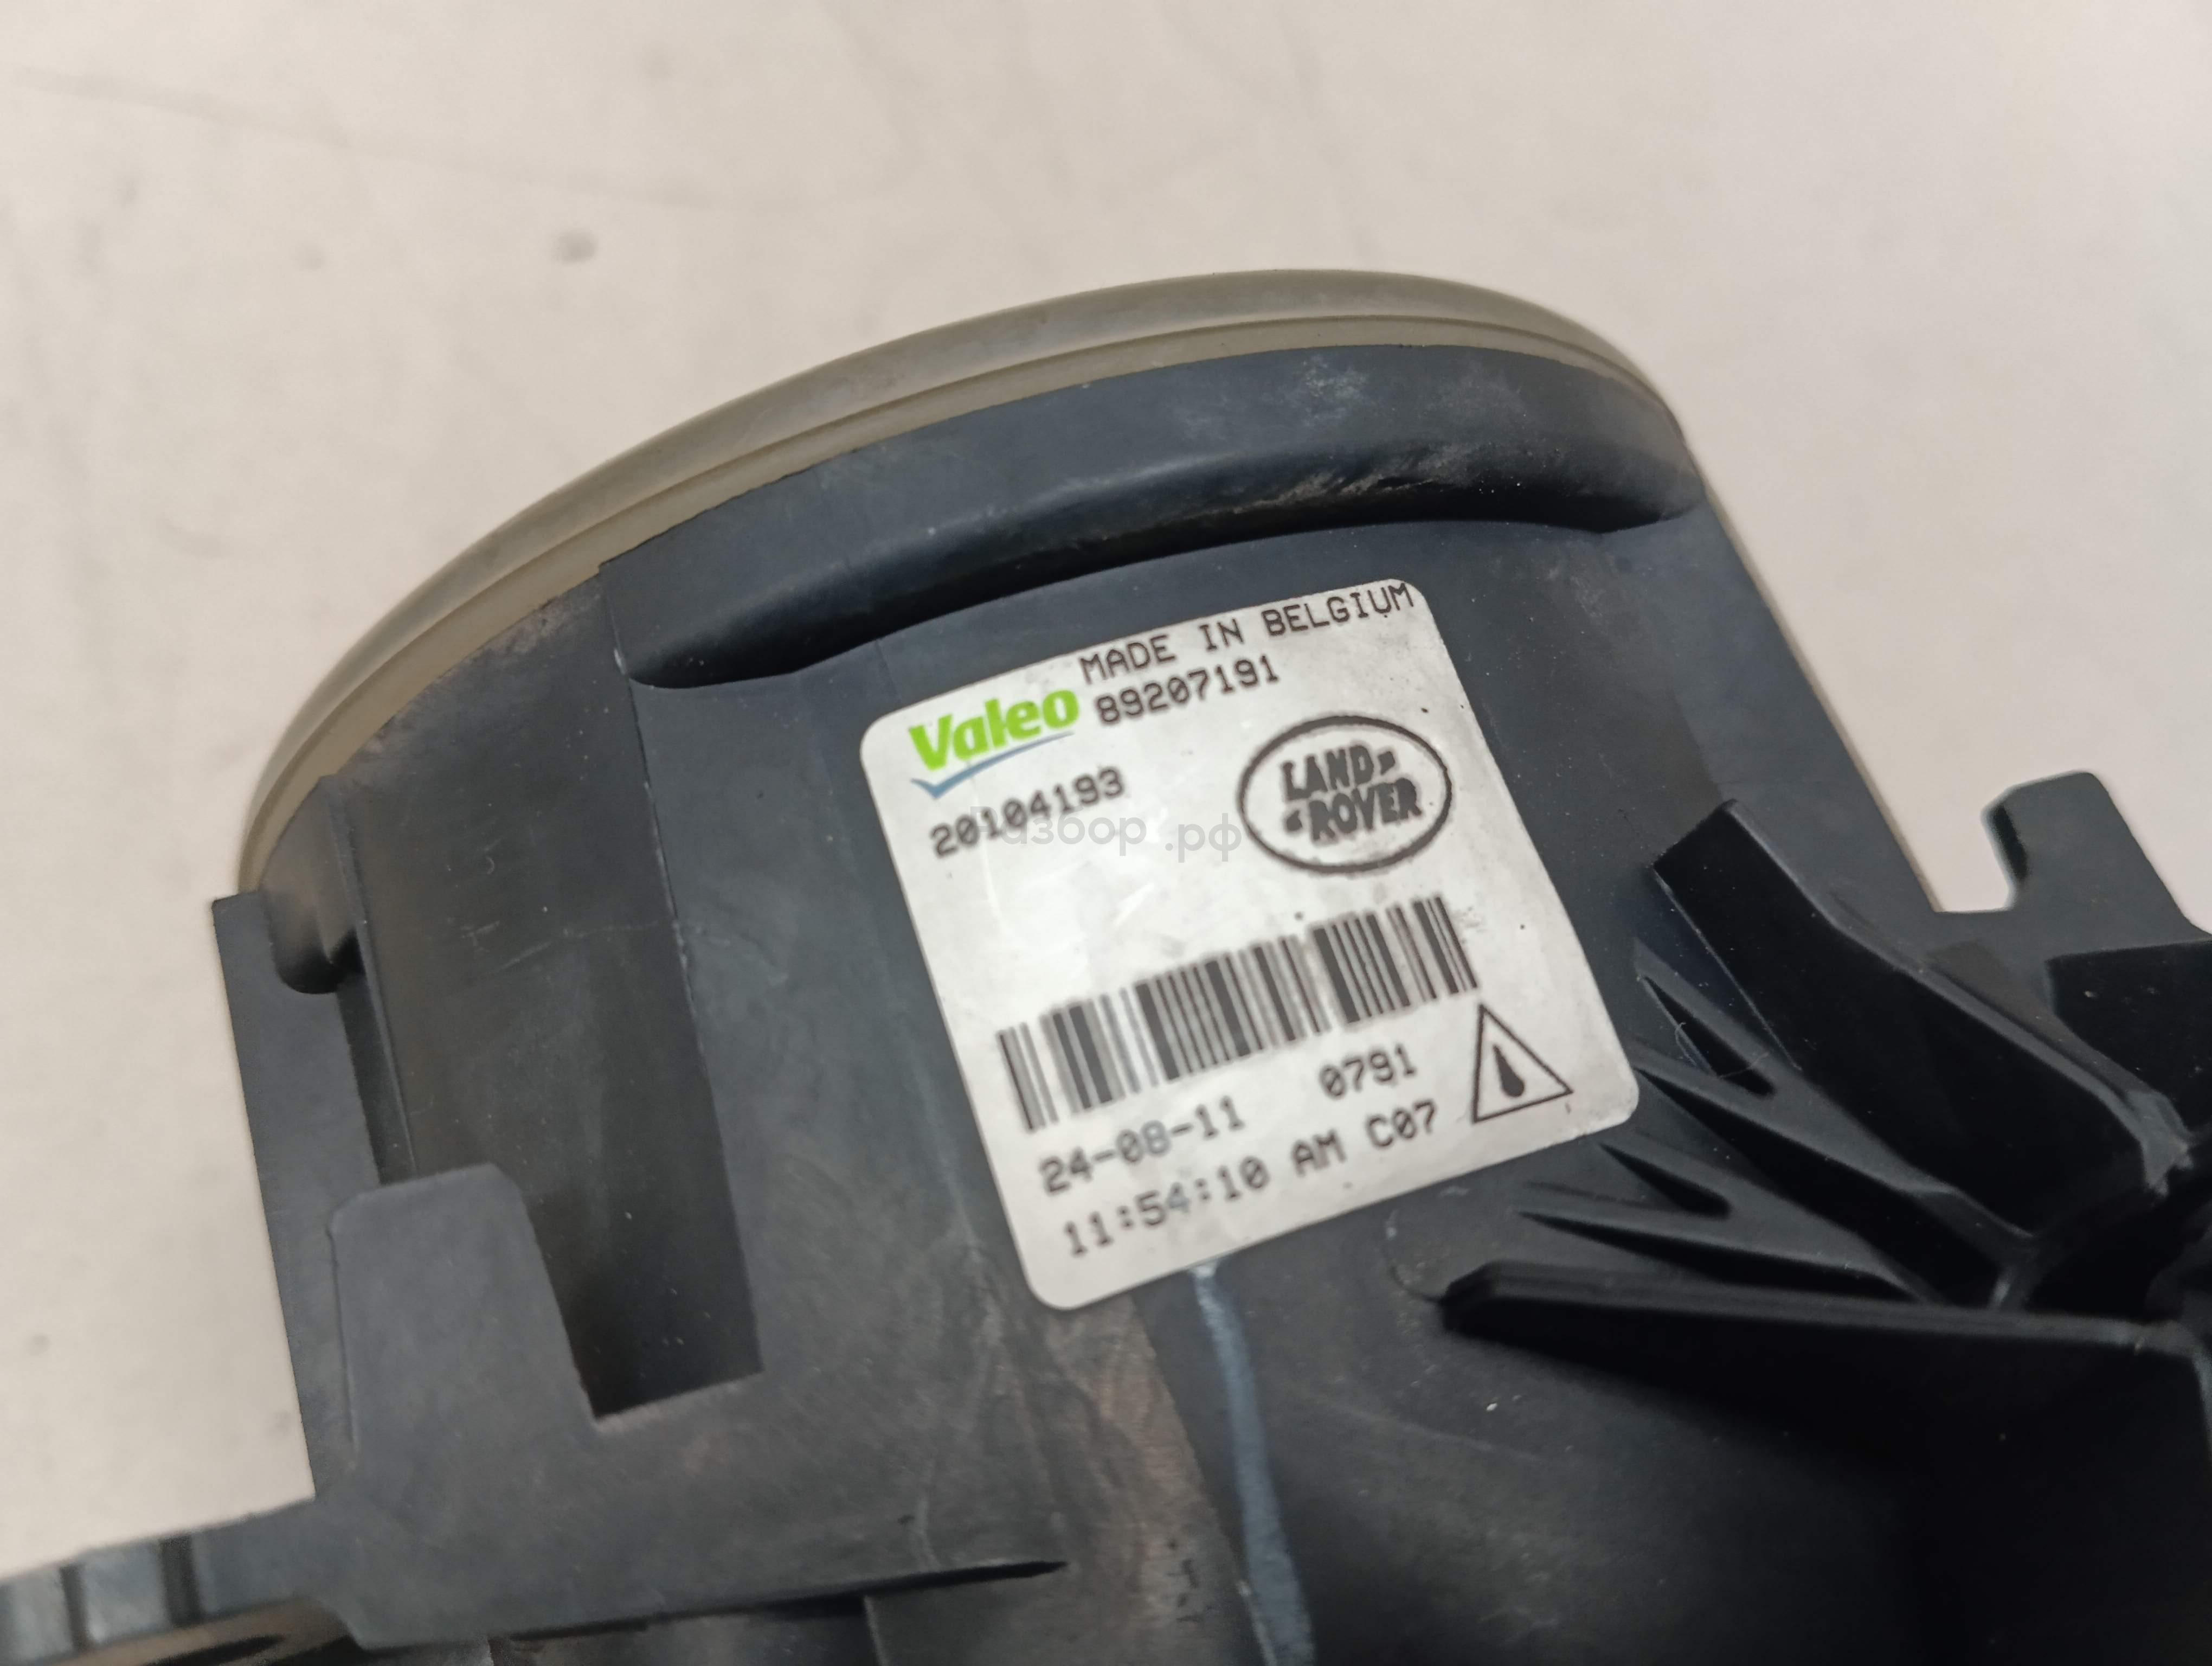 MADE IN BELGIUM
Valeo 89207191
20104193
LAND
ROVER
Разбор.рф
24-08-11 0791
11:54:10 AM C07